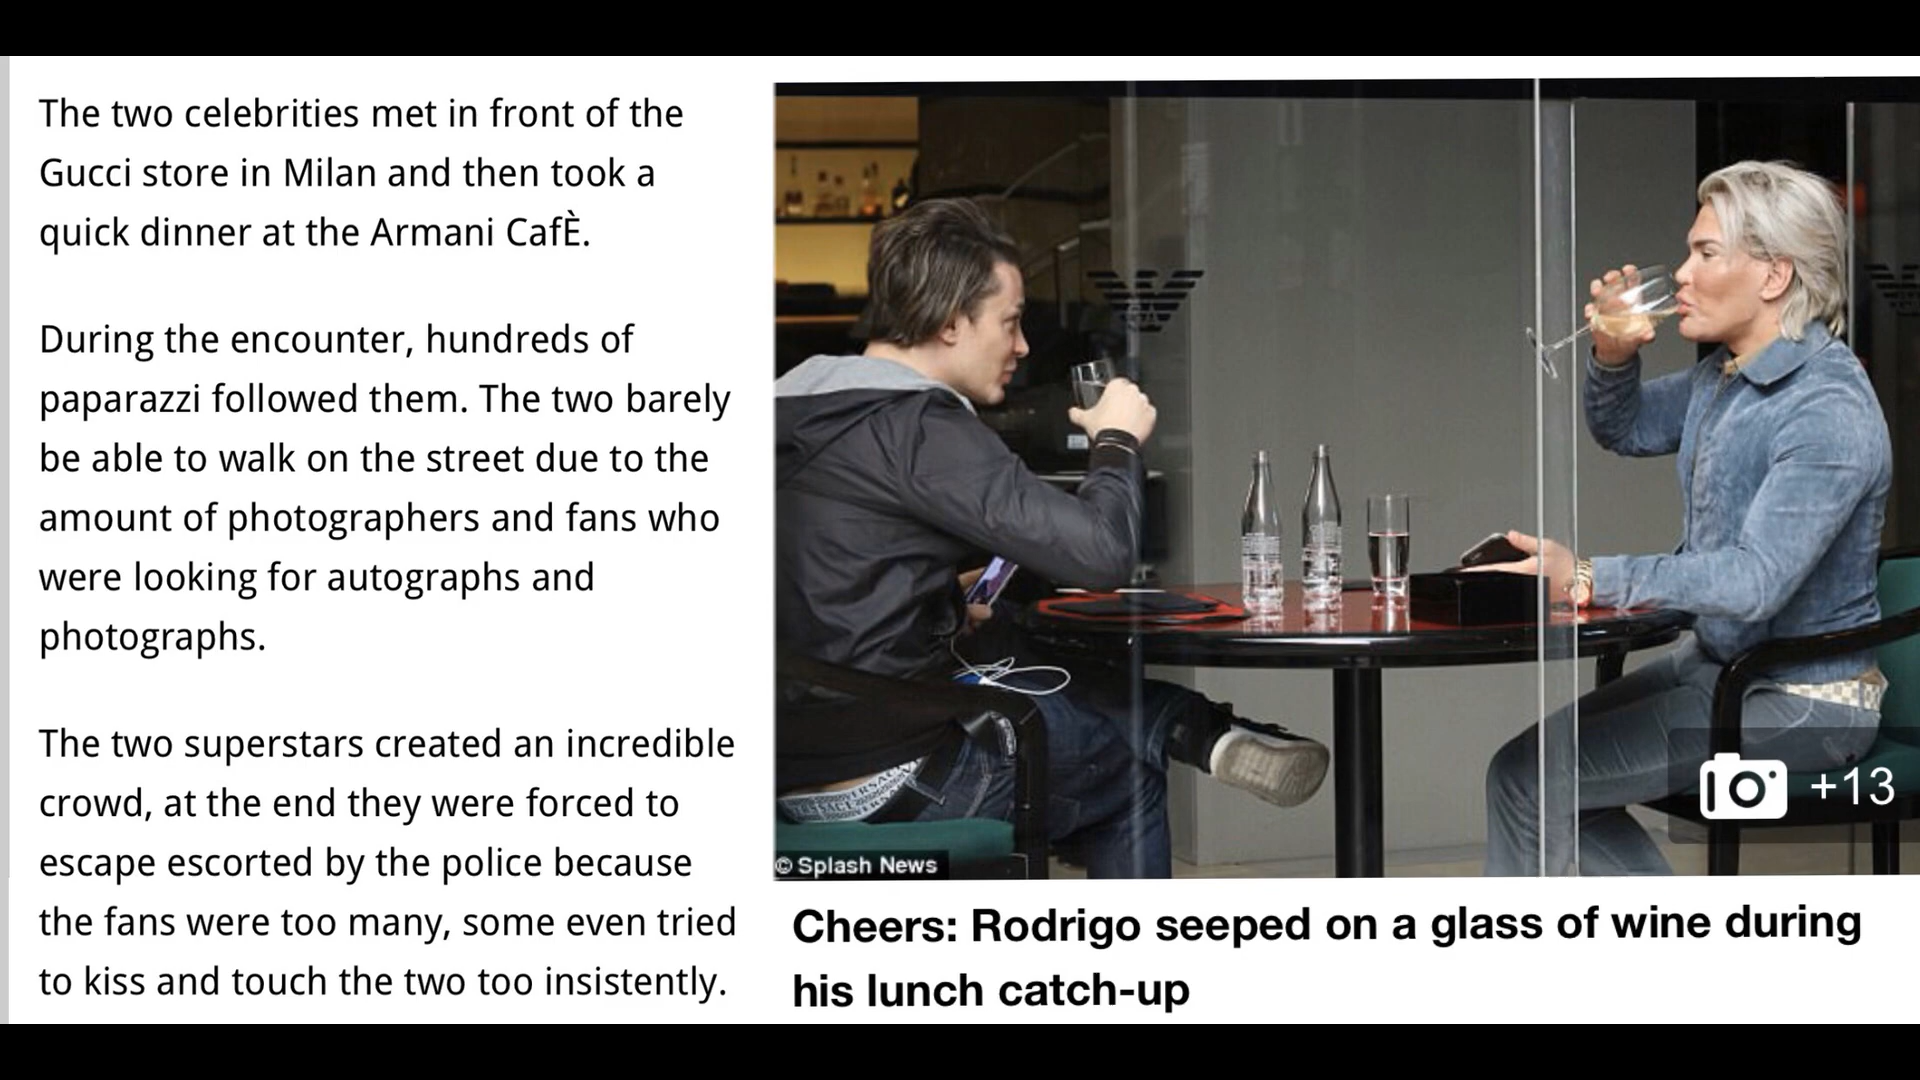 The two celebrities met in front of the
Gucci store in Milan and then took a
quick dinner at the Armani CafÈ.
During the encounter, hundreds of
paparazzi followed them. The two barely
be able to walk on the street due to the
amount of photographers and fans who
were looking for autographs and
photographs.
The two superstars created an incredible
crowd, at the end they were forced to
escape escorted by the police because
the fans were too many, some even tried
to kiss and touch the two too insistently.
+13
© Splash News
Cheers: Rodrigo seeped on a glass of wine during
his lunch catch-up